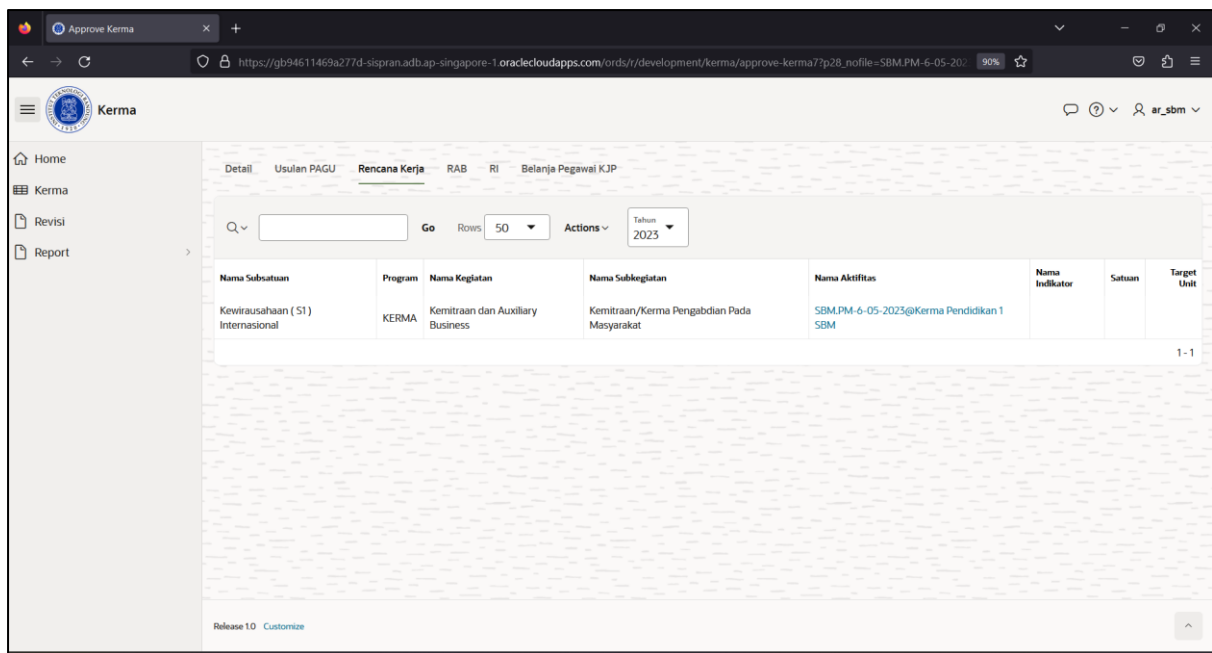 Approve Kerma
https://gb94611469a277d-sispran.adb.ap-singapore-1.oraclecloudapps.com/ords/r/development/kerma/approve-kerma7?p28_nofile=SBM.PM-6-05-202
90%
Kerma
ar_sbm
Home
Kerma
Revisi
Report
Detail Usulan PAGU Rencana Kerja RAB RI Belanja Pegawai KJP
Go Rows 50 Actions Tahun
2023
Nama Subsatuan Program Nama Kegiatan Nama Subkegiatan Nama Aktifitas Nama Indikator Satuan Target Unit
Kewirausahaan ( S1 ) KERMA Kemitraan dan Auxiliary Kemitraan/Kerma Pengabdian Pada SBM.PM-6-05-2023@Kerma Pendidikan 1
Internasional Business Masyarakat SBM
1 - 1
Release 1.0 Customize